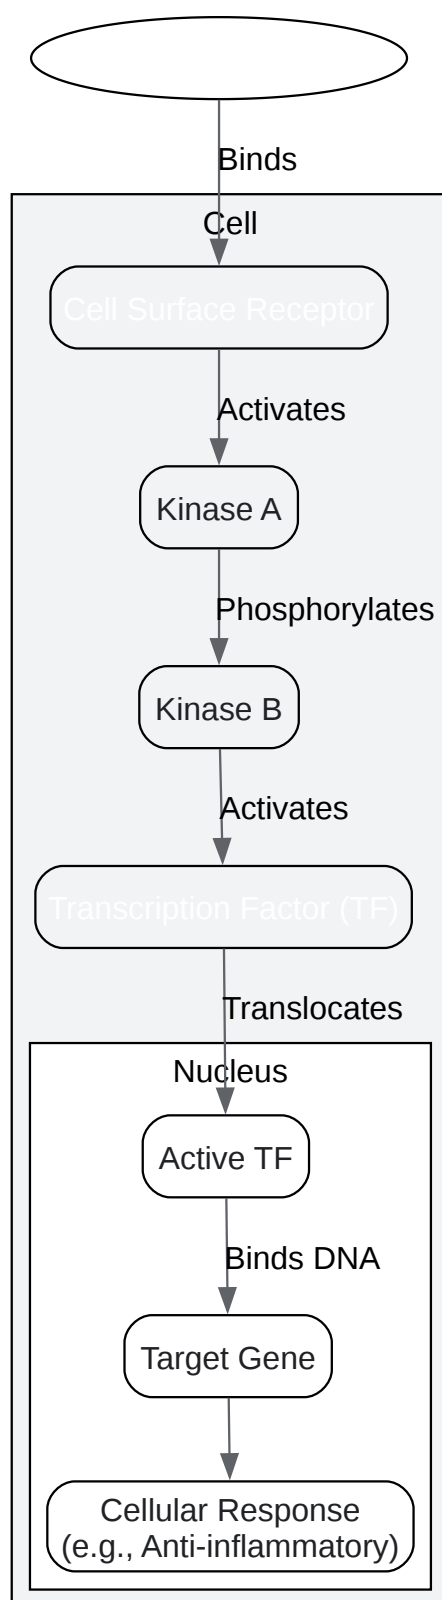 Binds
Cell
Cell Surface Receptor
Activates
Kinase A
Phosphorylates
Kinase B
Activates
Transcription Factor (TF)
Translocates
Nucleus
Active TF
Binds DNA
Target Gene
Cellular Response
(e.g., Anti-inflammatory)